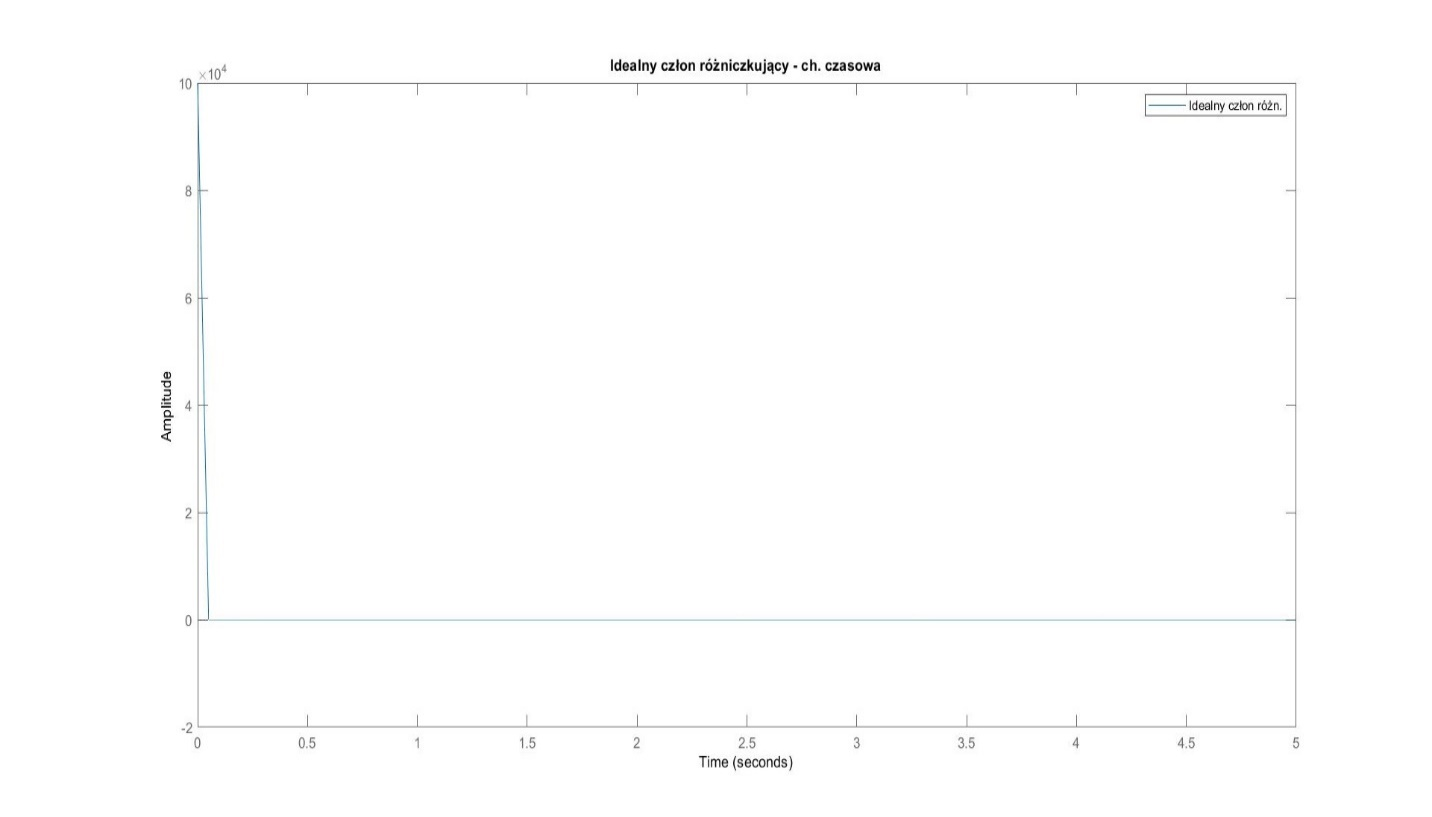 Idealny człon różniczkujący - ch. czasowa
×10⁴
Idealny człon różn.
10
8
6
4
2
0
-2
Amplitude
0 0.5 1 1.5 2 2.5 3 3.5 4 4.5 5
Time (seconds)